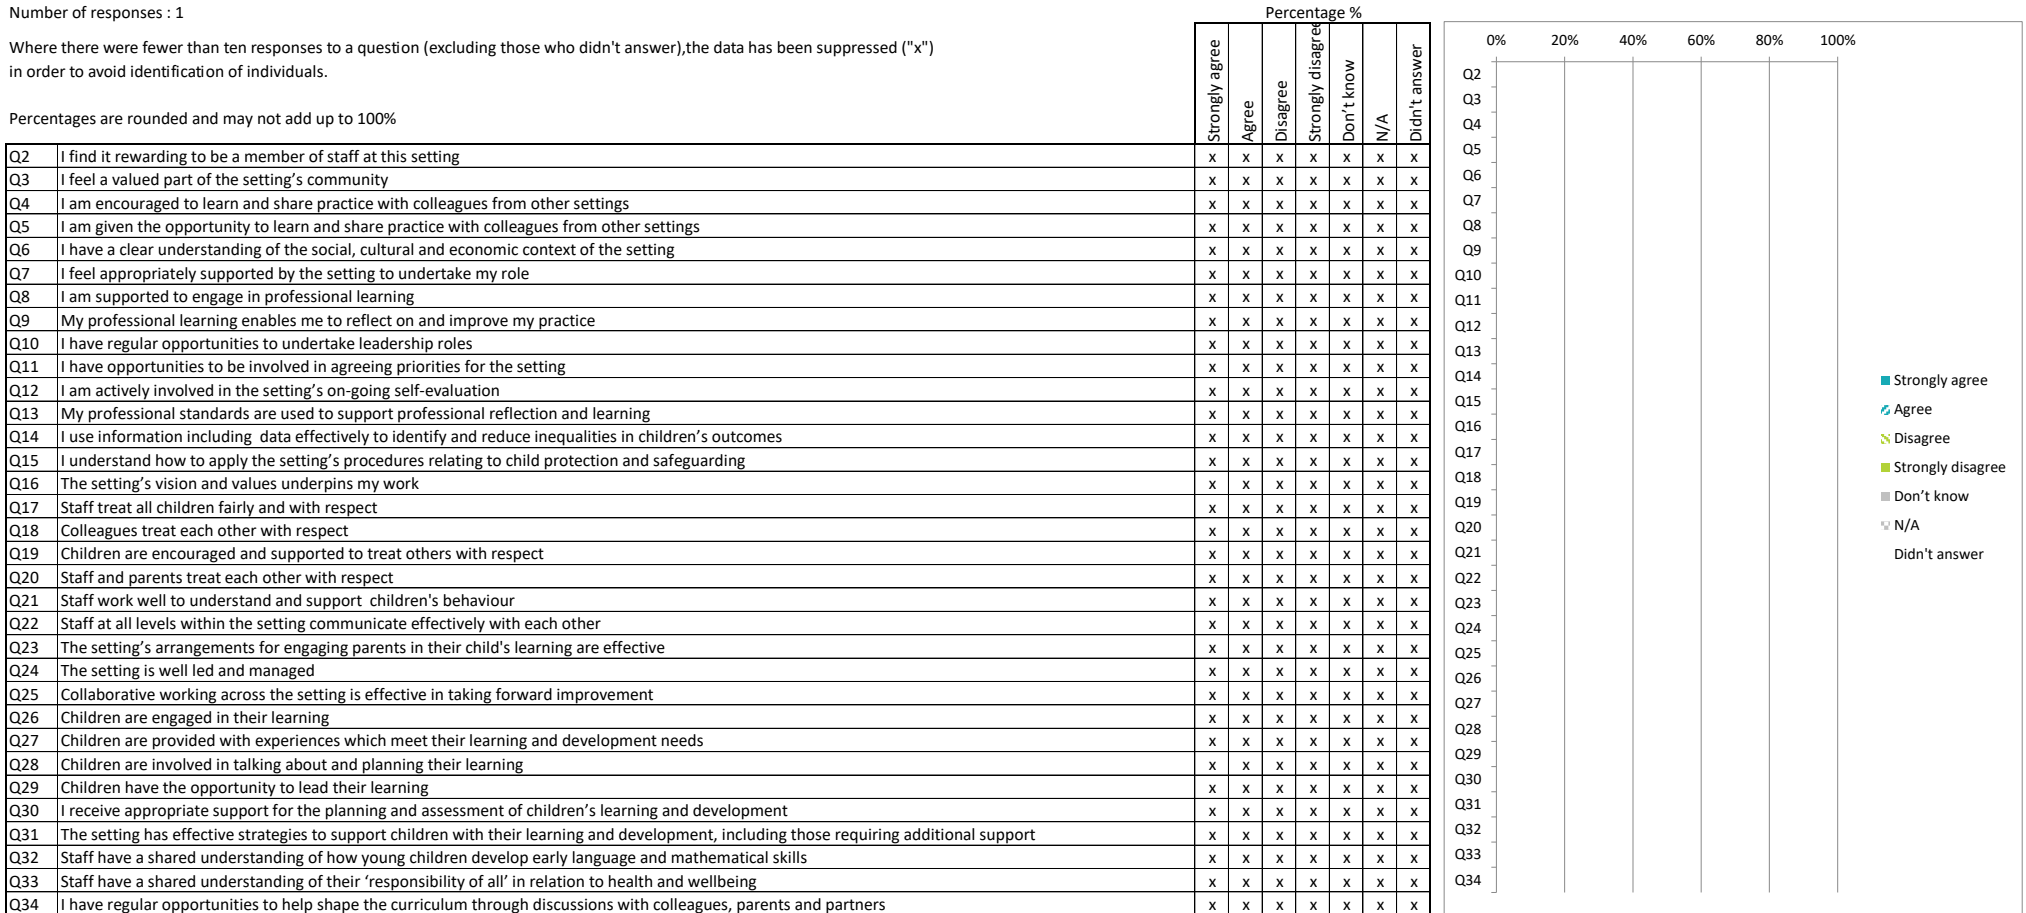 Number of responses : 1
Percentage %
Where there were fewer than ten responses to a question (excluding those who didn't answer),the data has been suppressed ("x")
in order to avoid identification of individuals.
Percentages are rounded and may not add up to 100%
Strongly agree
Agree
Disagree
Strongly disagree
Don't know
N/A
Didn't answer
Q2 I find it rewarding to be a member of staff at this setting x x x x x x x
Q3 I feel a valued part of the setting’s community x x x x x x x
Q4 I am encouraged to learn and share practice with colleagues from other settings x x x x x x x
Q5 I am given the opportunity to learn and share practice with colleagues from other settings x x x x x x x
Q6 I have a clear understanding of the social, cultural and economic context of the setting x x x x x x x
Q7 I feel appropriately supported by the setting to undertake my role x x x x x x x
Q8 I am supported to engage in professional learning x x x x x x x
Q9 My professional learning enables me to reflect on and improve my practice x x x x x x x
Q10 I have regular opportunities to undertake leadership roles x x x x x x x
Q11 I have opportunities to be involved in agreeing priorities for the setting x x x x x x x
Q12 I am actively involved in the setting’s on-going self-evaluation x x x x x x x
Q13 My professional standards are used to support professional reflection and learning x x x x x x x
Q14 I use information including  data effectively to identify and reduce inequalities in children’s outcomes x x x x x x x
Q15 I understand how to apply the setting’s procedures relating to child protection and safeguarding x x x x x x x
Q16 The setting’s vision and values underpins my work x x x x x x x
Q17 Staff treat all children fairly and with respect x x x x x x x
Q18 Colleagues treat each other with respect x x x x x x x
Q19 Children are encouraged and supported to treat others with respect x x x x x x x
Q20 Staff and parents treat each other with respect x x x x x x x
Q21 Staff work well to understand and support  children's behaviour x x x x x x x
Q22 Staff at all levels within the setting communicate effectively with each other x x x x x x x
Q23 The setting’s arrangements for engaging parents in their child's learning are effective x x x x x x x
Q24 The setting is well led and managed x x x x x x x
Q25 Collaborative working across the setting is effective in taking forward improvement x x x x x x x
Q26 Children are engaged in their learning x x x x x x x
Q27 Children are provided with experiences which meet their learning and development needs x x x x x x x
Q28 Children are involved in talking about and planning their learning x x x x x x x
Q29 Children have the opportunity to lead their learning x x x x x x x
Q30 I receive appropriate support for the planning and assessment of children’s learning and development x x x x x x x
Q31 The setting has effective strategies to support children with their learning and development, including those requiring additional support x x x x x x x
Q32 Staff have a shared understanding of how young children develop early language and mathematical skills x x x x x x x
Q33 Staff have a shared understanding of their ‘responsibility of all’ in relation to health and wellbeing x x x x x x x
Q34 I have regular opportunities to help shape the curriculum through discussions with colleagues, parents and partners x x x x x x x
0% 20% 40% 60% 80% 100%
Q2
Q3
Q4
Q5
Q6
Q7
Q8
Q9
Q10
Q11
Q12
Q13
Q14
Q15
Q16
Q17
Q18
Q19
Q20
Q21
Q22
Q23
Q24
Q25
Q26
Q27
Q28
Q29
Q30
Q31
Q32
Q33
Q34
Strongly agree
Agree
Disagree
Strongly disagree
Don’t know
N/A
Didn't answer